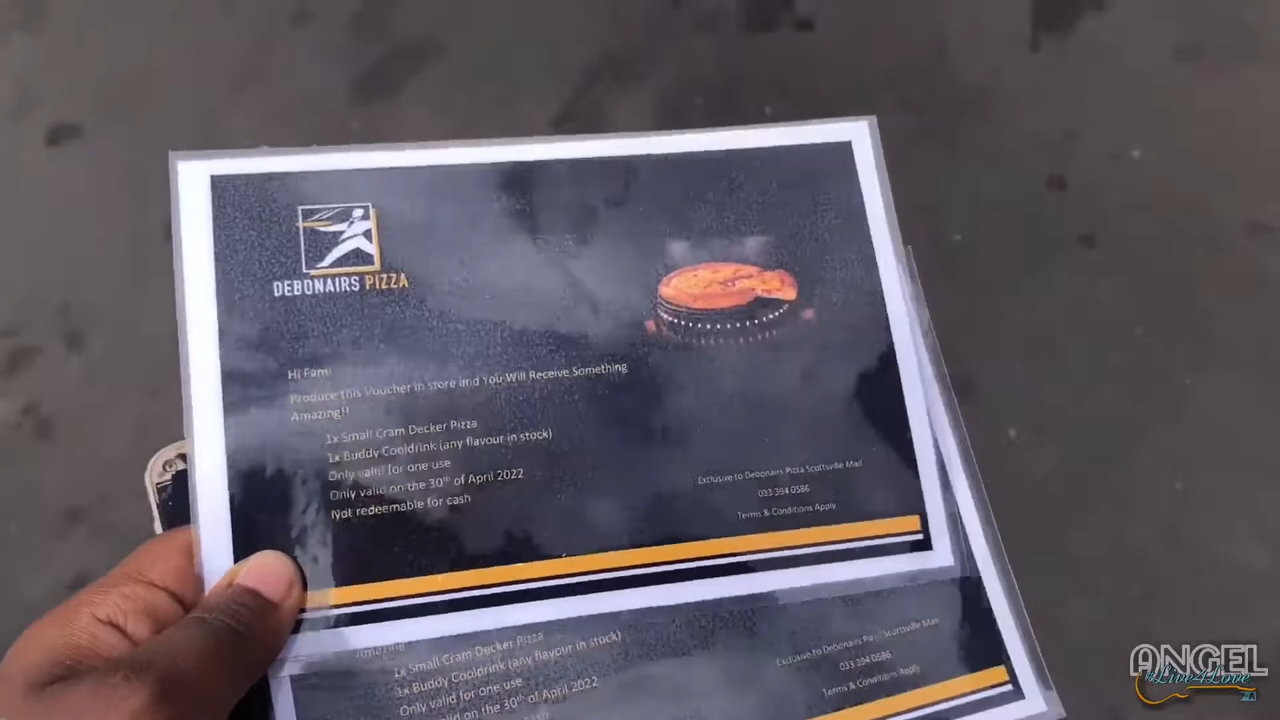 DEBONAIRS PIZZA
Hi Fam!
Produce this Voucher in store and You Will Receive Something
Amazing!!
1x Small Cram Decker Pizza
1x Buddy Cooldrink (any flavour in stock)
Only valid for one use
Only valid on the 30th of April 2022
Not redeemable for cash
Exclusive to Debonairs Pizza Scottsville Mall
033 394 0586
Terms & Conditions Apply
Amazing
1x Small Cram Decker Pizza
1x Buddy Cooldrink (any flavour in stock)
Only valid for one use
valid on the 30th of April 2022
cash
Exclusive to Debonairs Pizza Scottsville Mall
033 394 0586
Terms & Conditions Apply
ANGEL
#Live4Love
ZA